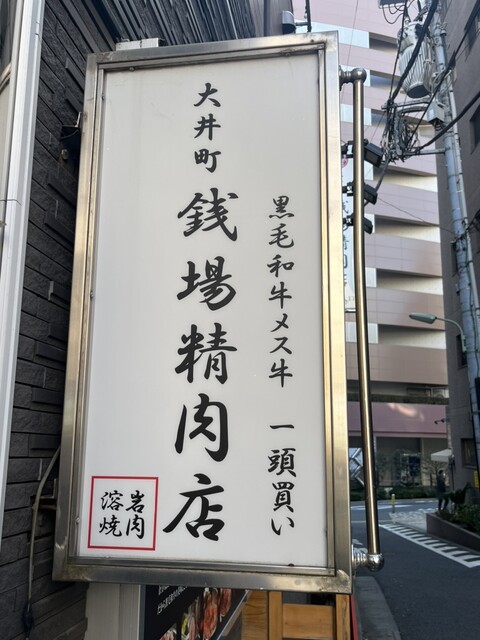 黒毛和牛メス牛 一頭買い
大井町
銭場精肉店
岩肉
溶焼